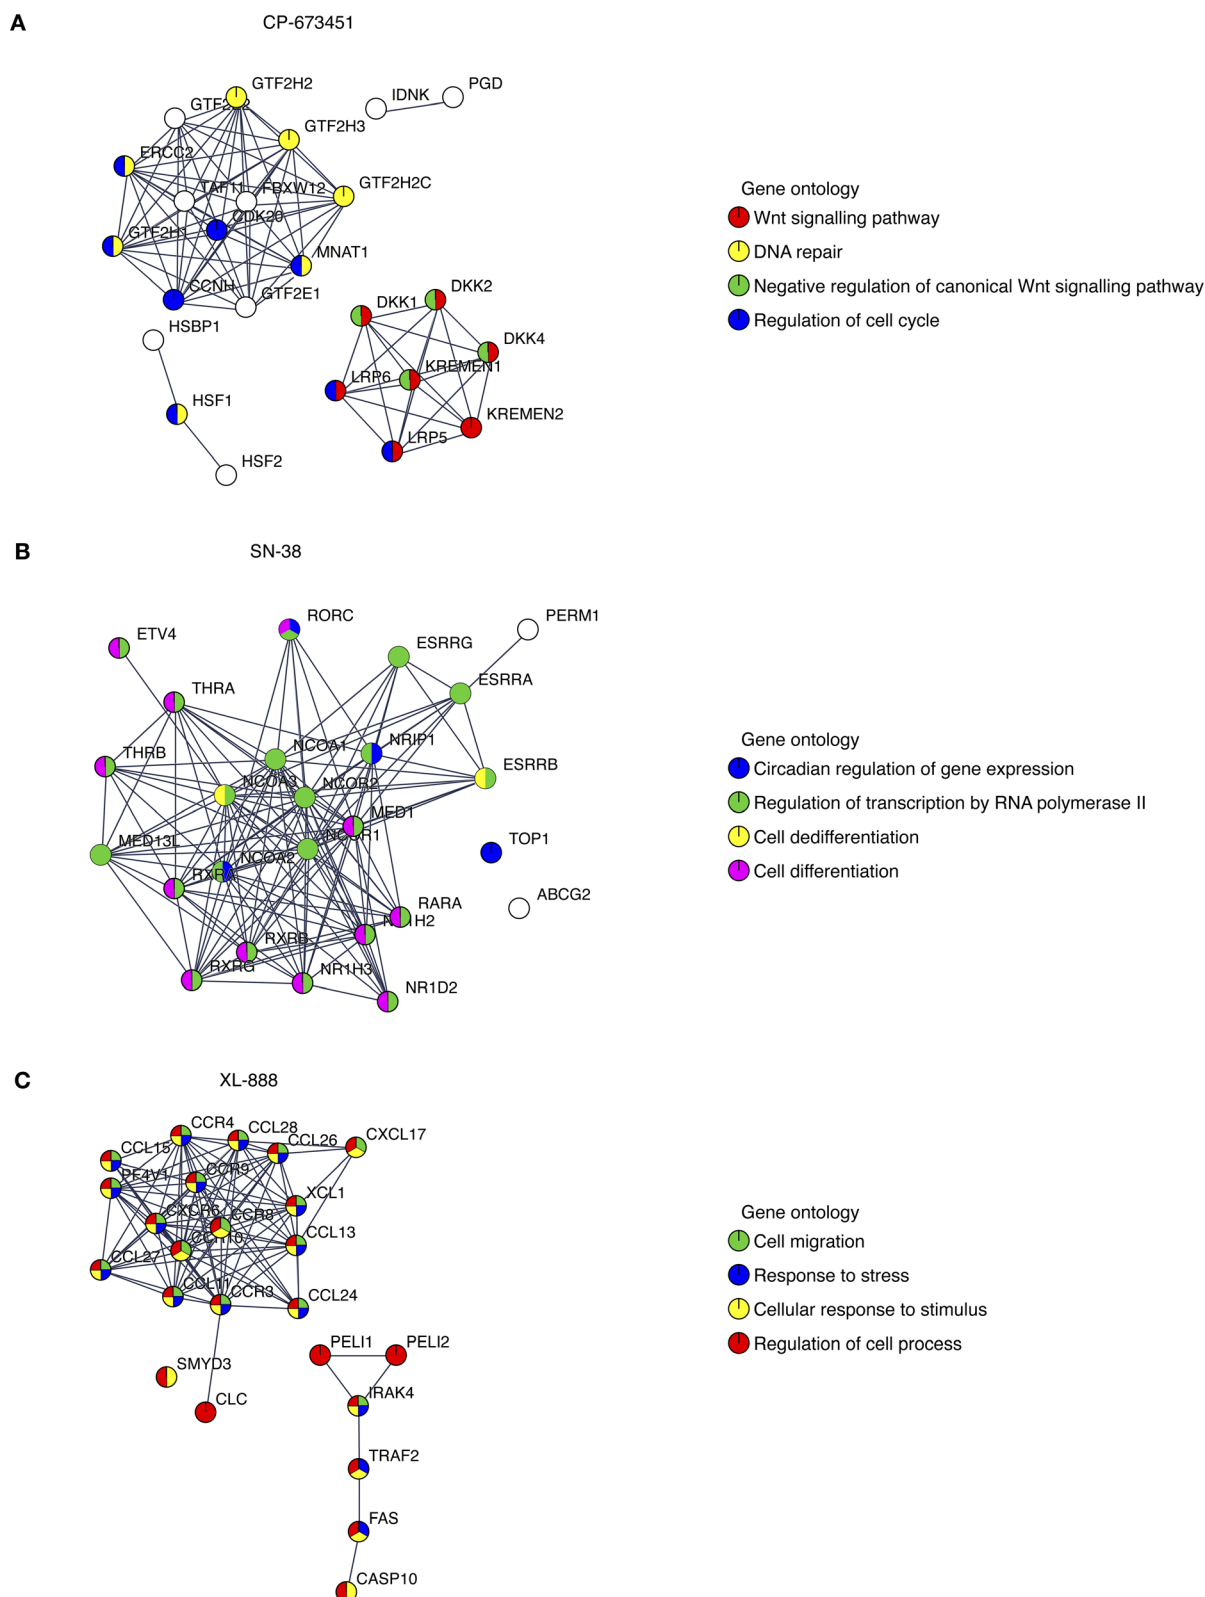 A
CP-673451
GTF2H2
IDNK
PGD
GTF2H3
ERCC2
TAF11
FBXW12
GTF2H2C
CDK20
GTF2H1
MNAT1
CCNH
GTF2E1
HSBP1
DKK1
DKK2
DKK4
LRP6
KREMEN1
HSF1
KREMEN2
LRP5
HSF2
Gene ontology
Wnt signalling pathway
DNA repair
Negative regulation of canonical Wnt signalling pathway
Regulation of cell cycle
B
SN-38
ETV4
RORC
PERM1
ESRRG
ESRRA
THRA
THRB
NCOA1
NRIP1
ESRRB
NCOA3
NCOR2
MED1
MED13L
NCOR1
TOP1
NCOA2
RXRA
RARA
ABCG2
NR1H2
RXRB
RXRG
NR1H3
NR1D2
Gene ontology
Circadian regulation of gene expression
Regulation of transcription by RNA polymerase II
Cell dedifferentiation
Cell differentiation
C
XL-888
CCR4
CCL28
CCL26
CXCL17
CCL15
PF4V1
CCR9
XCL1
CXCR6
CCR8
CCR10
CCL13
CCL27
CCL11
CCR3
CCL24
PELI1
PELI2
SMYD3
CLC
IRAK4
TRAF2
FAS
CASP10
Gene ontology
Cell migration
Response to stress
Cellular response to stimulus
Regulation of cell process